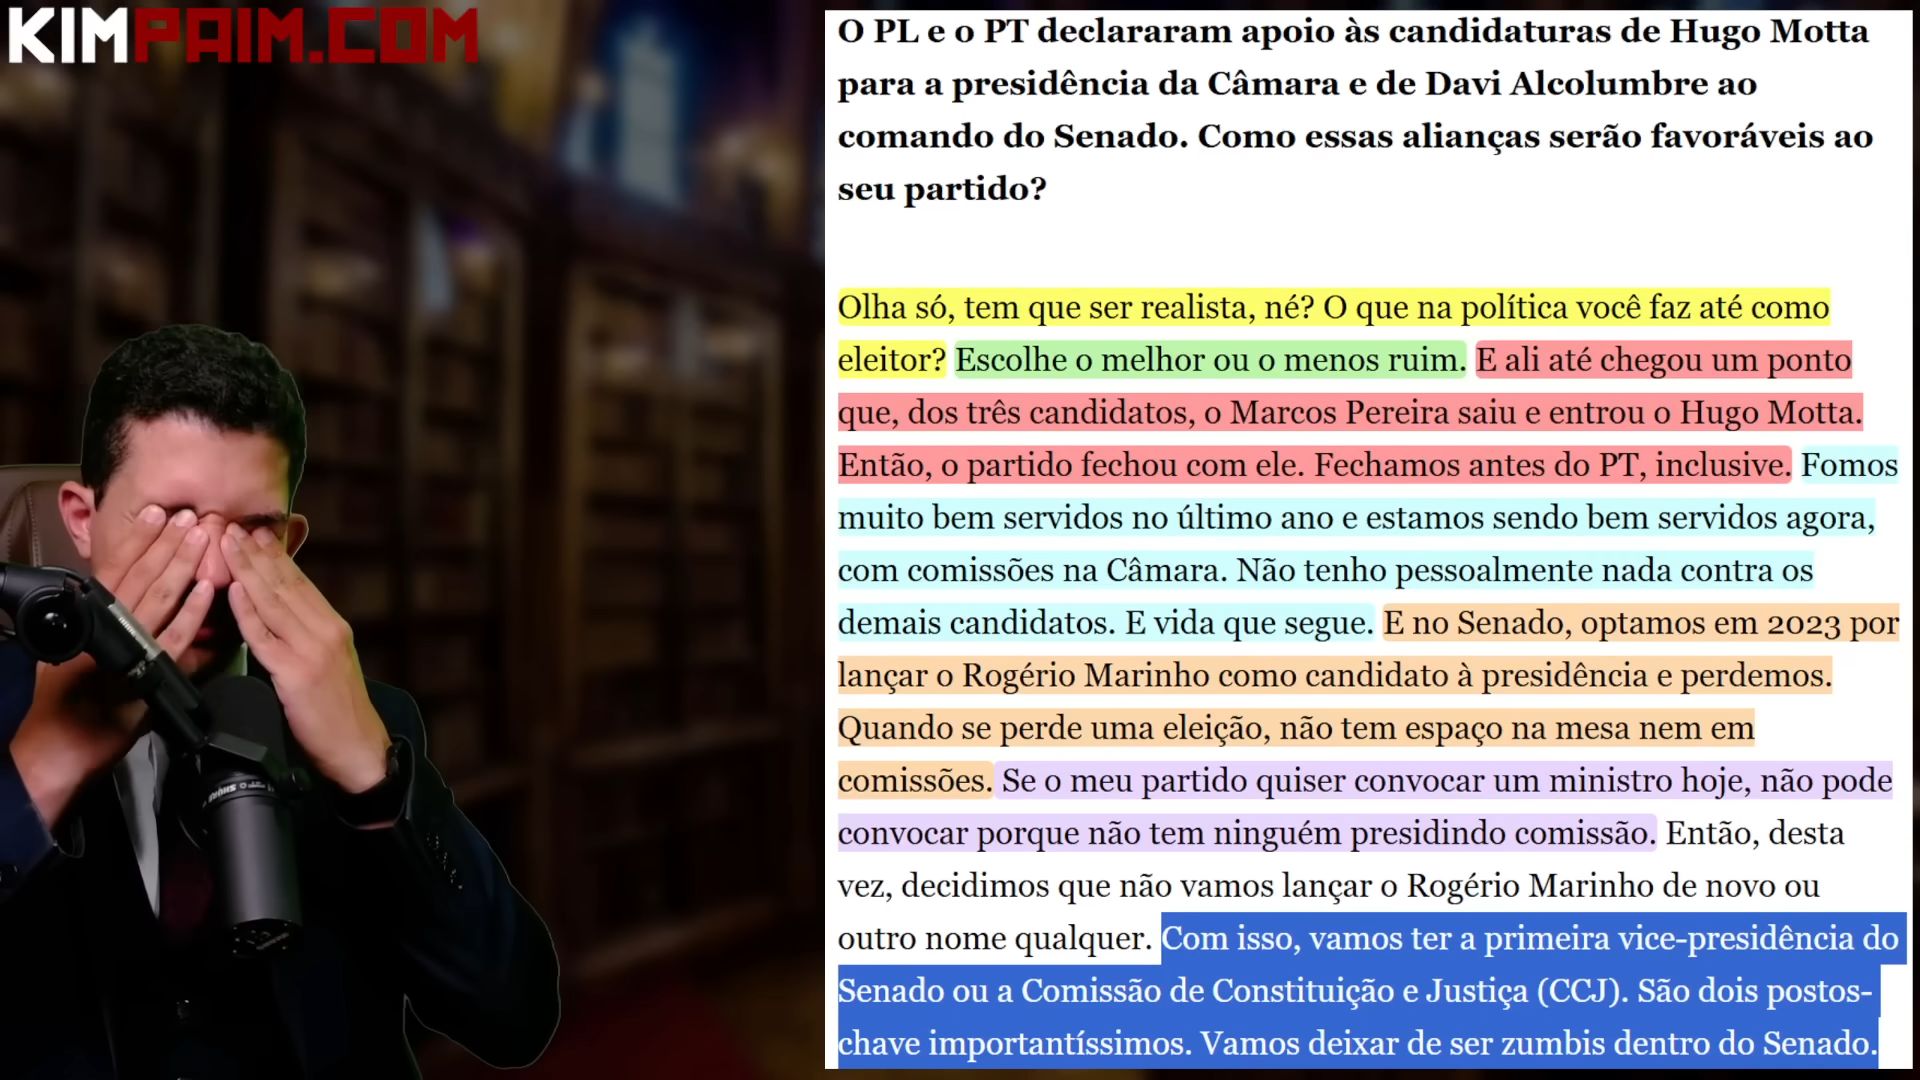 KIMPAIM.COM
O PL e o PT declararam apoio às candidaturas de Hugo Motta
para a presidência da Câmara e de Davi Alcolumbre ao
comando do Senado. Como essas alianças serão favoráveis ao
seu partido?
Olha só, tem que ser realista, né? O que na política você faz até como
eleitor? Escolhe o melhor ou o menos ruim. E ali até chegou um ponto
que, dos três candidatos, o Marcos Pereira saiu e entrou o Hugo Motta.
Então, o partido fechou com ele. Fechamos antes do PT, inclusive. Fomos
muito bem servidos no último ano e estamos sendo bem servidos agora,
com comissões na Câmara. Não tenho pessoalmente nada contra os
demais candidatos. E vida que segue. E no Senado, optamos em 2023 por
lançar o Rogério Marinho como candidato à presidência e perdemos.
Quando se perde uma eleição, não tem espaço na mesa nem em
comissões. Se o meu partido quiser convocar um ministro hoje, não pode
convocar porque não tem ninguém presidindo comissão. Então, desta
vez, decidimos que não vamos lançar o Rogério Marinho de novo ou
outro nome qualquer. Com isso, vamos ter a primeira vice-presidência do
Senado ou a Comissão de Constituição e Justiça (CCJ). São dois postos-
chave importantíssimos. Vamos deixar de ser zumbis dentro do Senado.